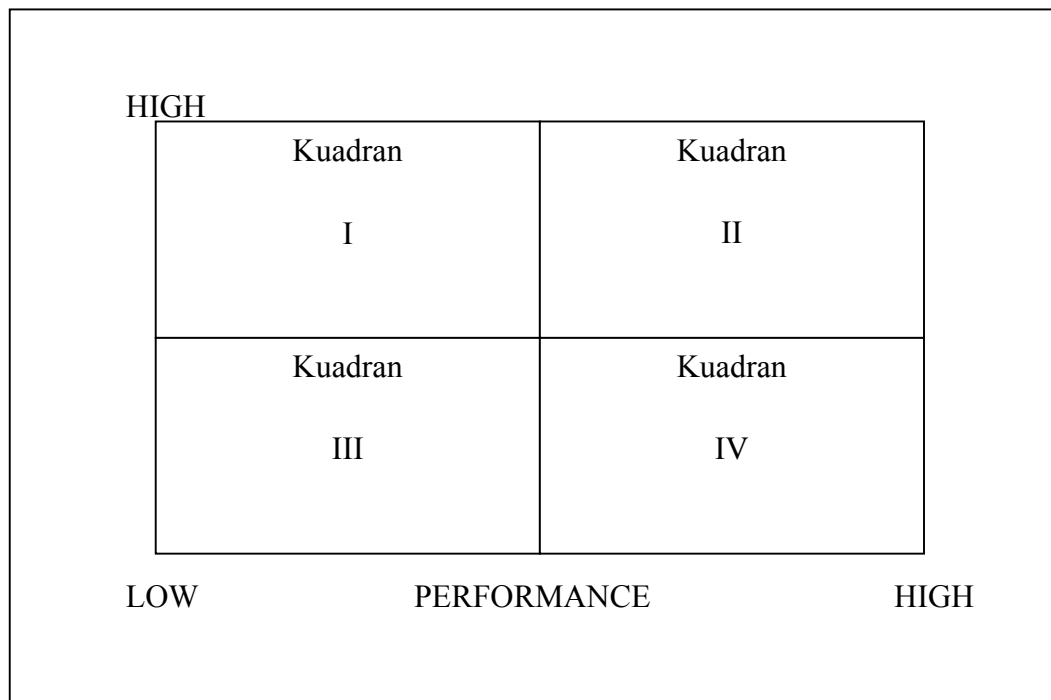 HIGH
Kuadran Kuadran
I II
Kuadran Kuadran
III IV
LOW PERFORMANCE HIGH